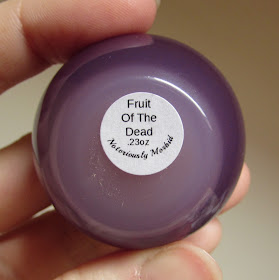 Fruit
Of The
Dead
.23oz
Notoriously Morbid